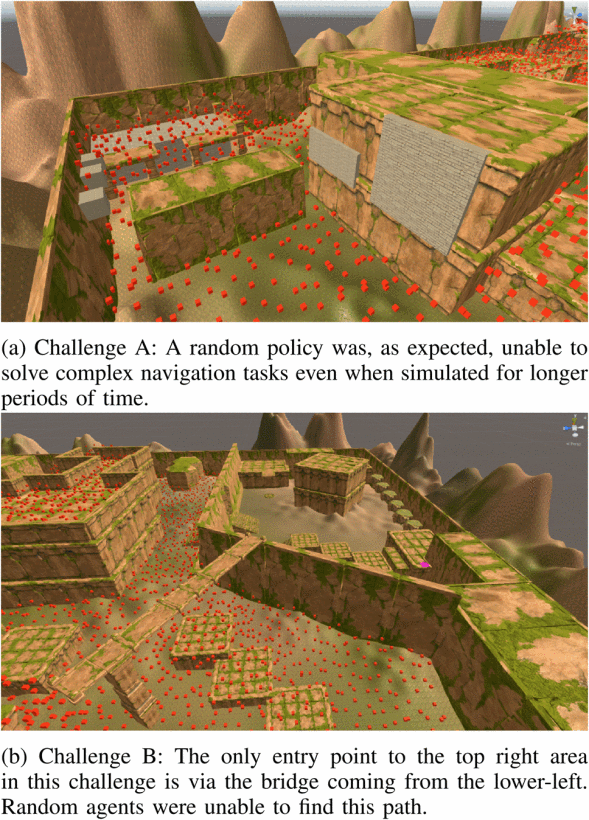 (a) Challenge A: A random policy was, as expected, unable to
solve complex navigation tasks even when simulated for longer
periods of time.
(b) Challenge B: The only entry point to the top right area
in this challenge is via the bridge coming from the lower-left.
Random agents were unable to find this path.